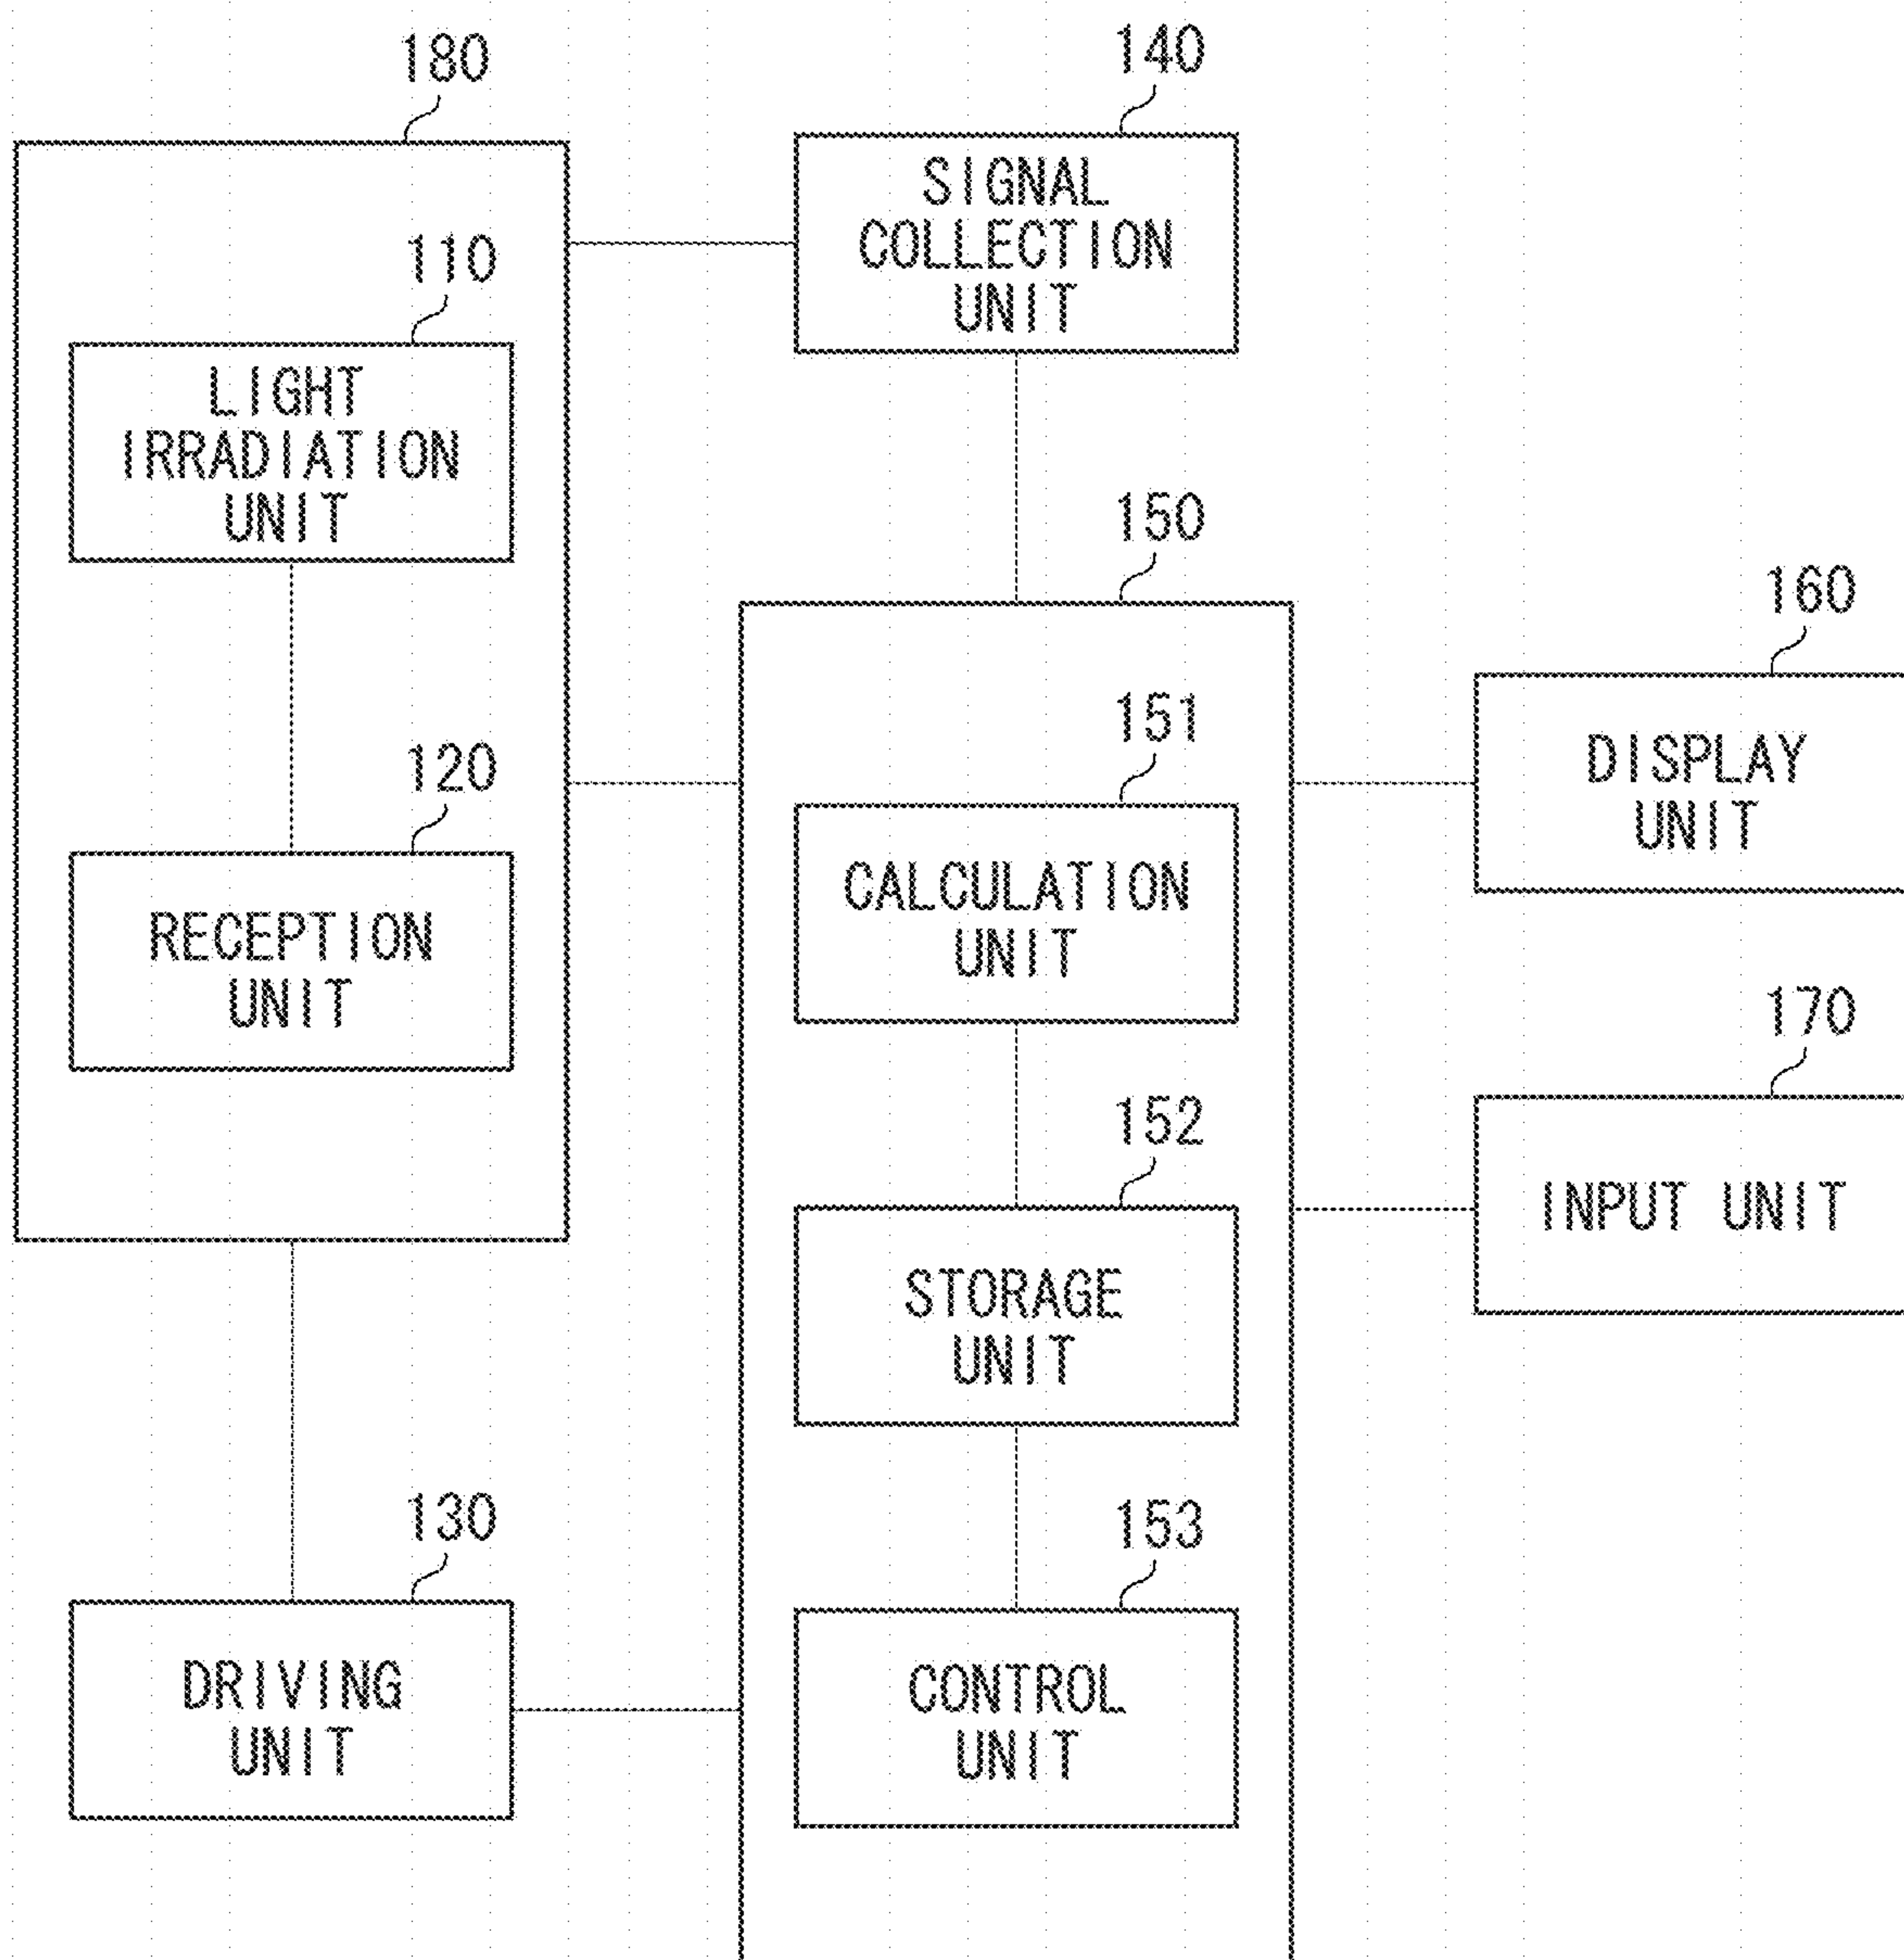 180
140
SIGNAL
COLLECTION
UNIT
110
LIGHT
IRRADIATION
UNIT
150
160
DISPLAY
UNIT
151
CALCULATION
UNIT
120
RECEPTION
UNIT
170
INPUT UNIT
152
STORAGE
UNIT
130
DRIVING
UNIT
153
CONTROL
UNIT